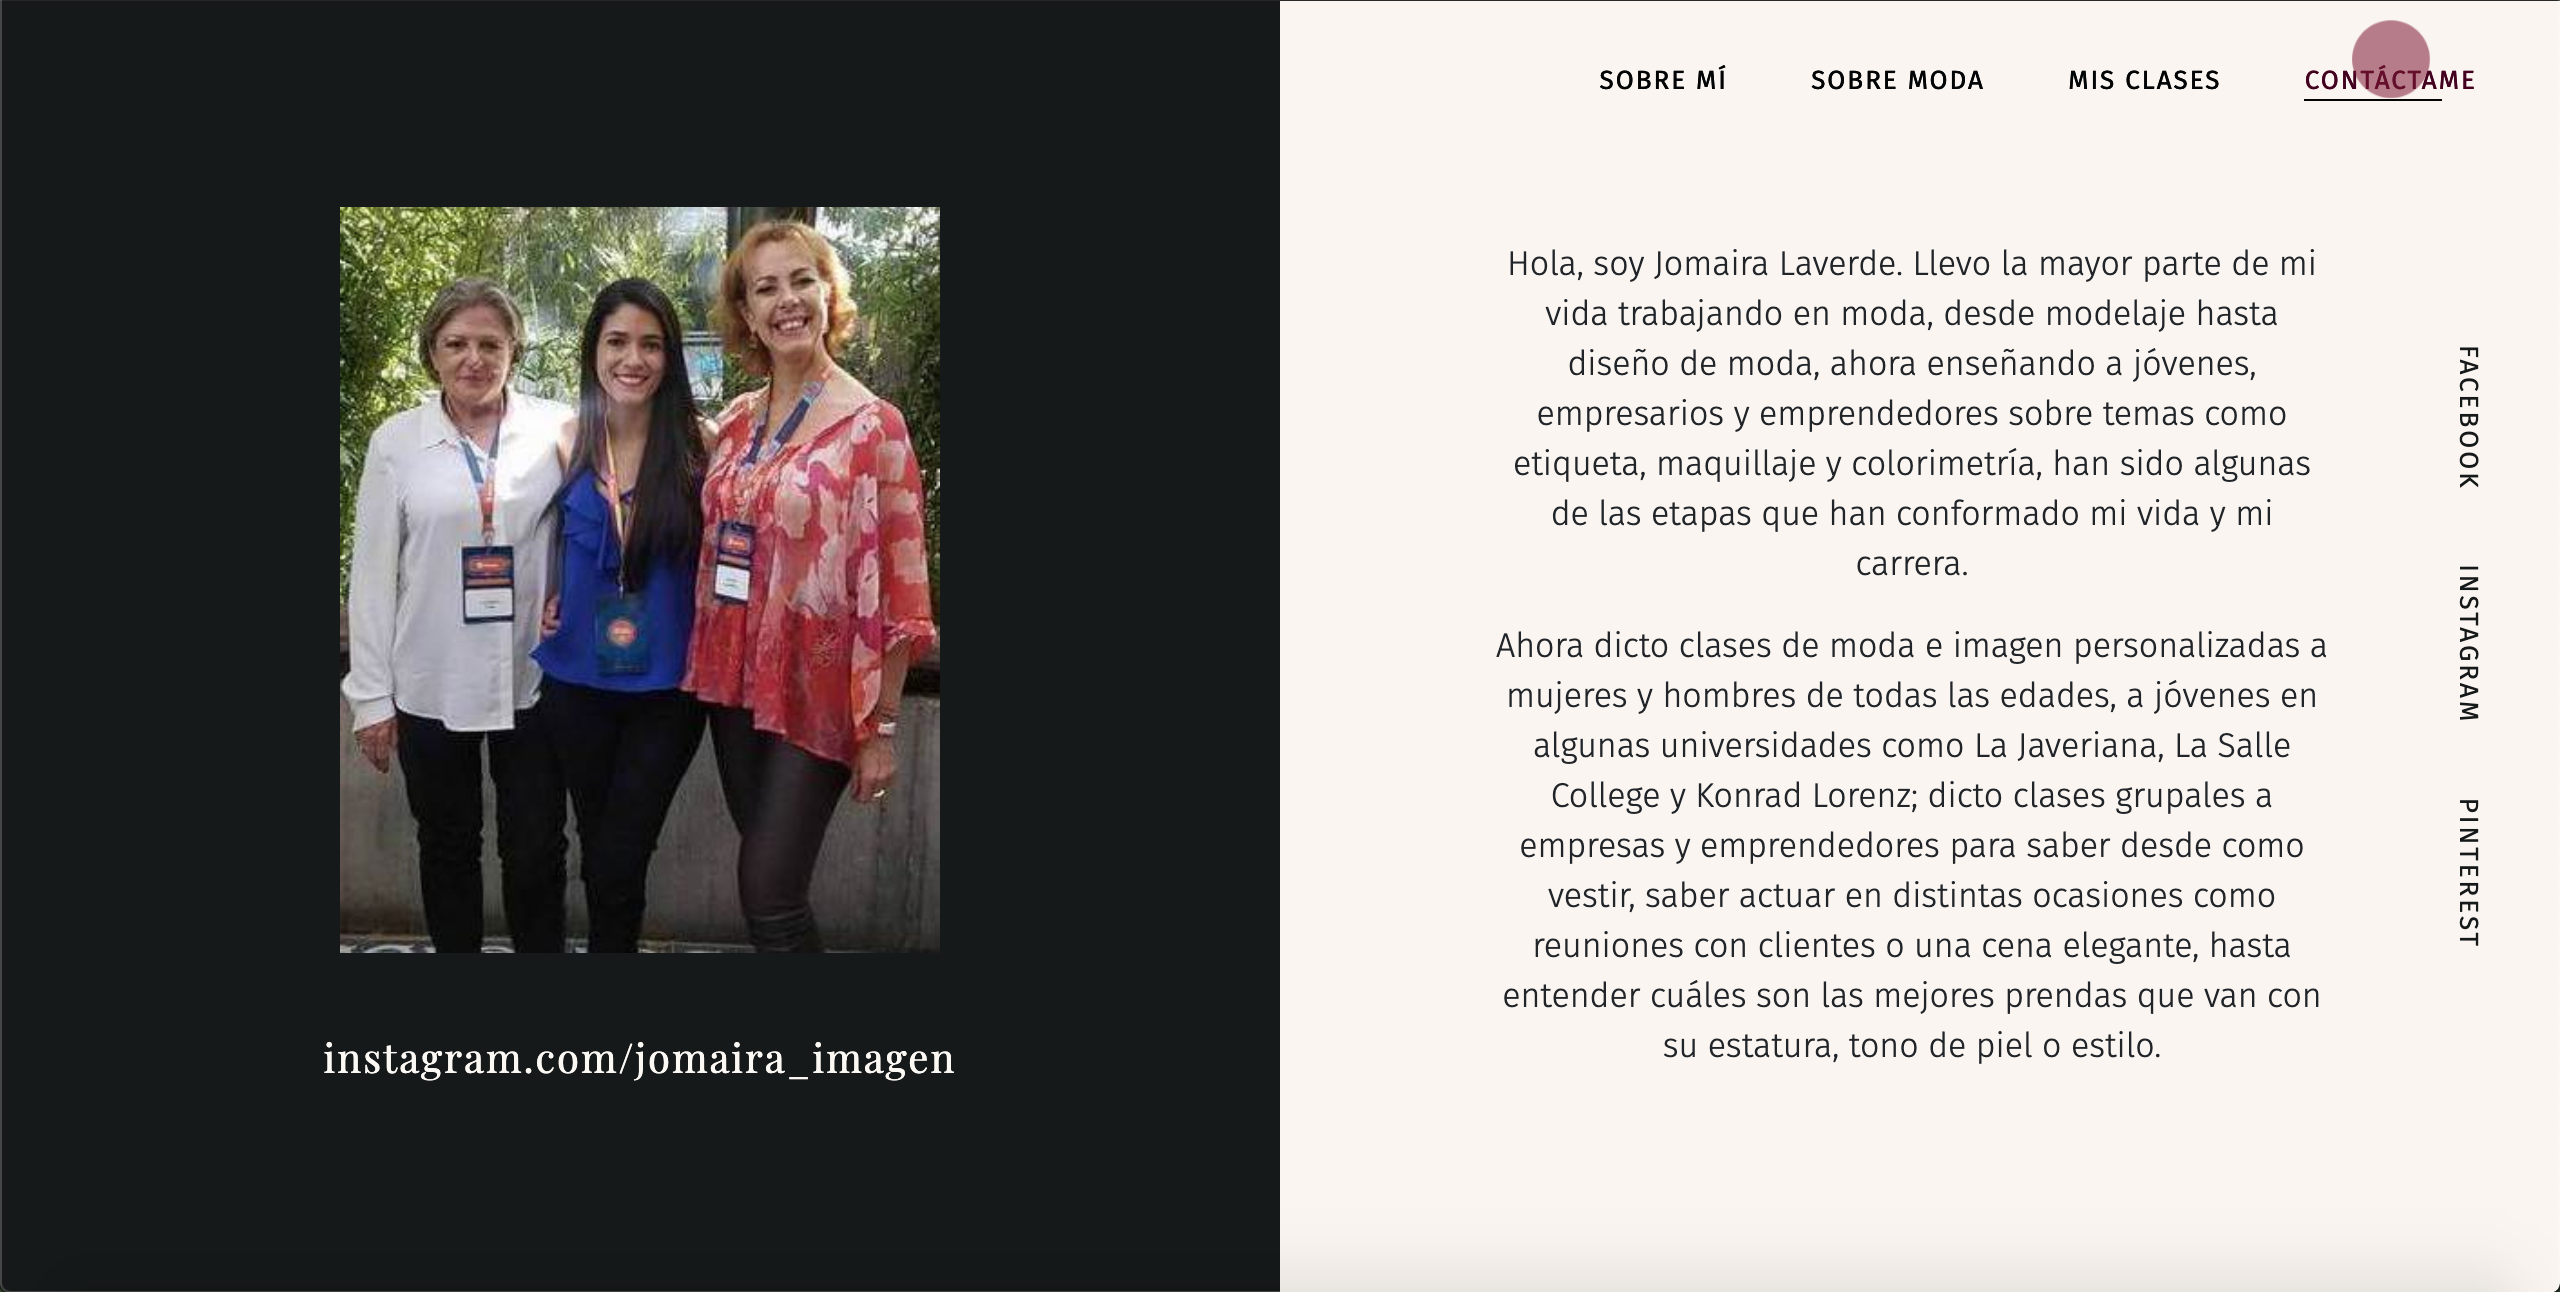 SOBRE MÍ
SOBRE MODA
MIS CLASES
CONTÁCTAME
Hola, soy Jomaira Laverde. Llevo la mayor parte de mi
vida trabajando en moda, desde modelaje hasta
diseño de moda, ahora enseñando a jóvenes,
empresarios y emprendedores sobre temas como
etiqueta, maquillaje y colorimetría, han sido algunas
de las etapas que han conformado mi vida y mi
carrera.
Ahora dicto clases de moda e imagen personalizadas a
mujeres y hombres de todas las edades, a jóvenes en
algunas universidades como La Javeriana, La Salle
College y Konrad Lorenz; dicto clases grupales a
empresas y emprendedores para saber desde como
vestir, saber actuar en distintas ocasiones como
reuniones con clientes o una cena elegante, hasta
entender cuáles son las mejores prendas que van con
su estatura, tono de piel o estilo.
FACEBOOK
INSTAGRAM
PINTEREST
instagram.com/jomaira_imagen